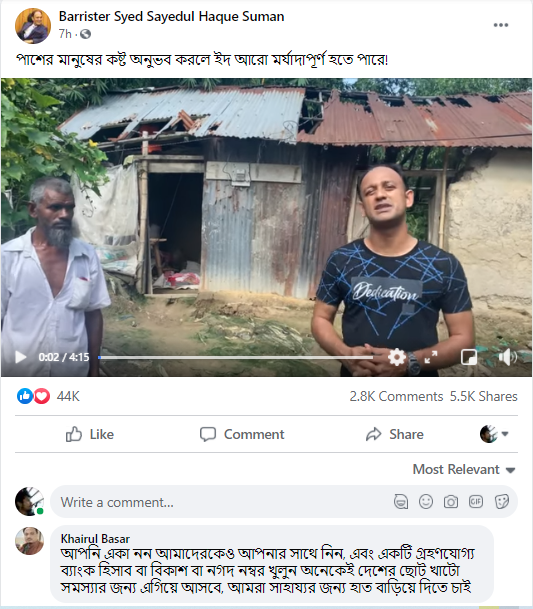 Barrister Syed Sayedul Haque Suman
7h ·
পাশের মানুষের কষ্ট অনুভব করলে ইদ আরো মর্যাদাপূর্ণ হতে পারে!
Dedication
0:02 / 4:15
44K 2.8K Comments 5.5K Shares
Like Comment Share
Most Relevant
Write a comment...
GIF
Khairul Basar
আপনি একা নন আমাদেরকেও আপনার সাথে নিন, এবং একটি গ্রহণযোগ্য
ব্যাংক হিসাব বা বিকাশ বা নগদ নম্বর খুলুন অনেকেই দেশের ছোট খাটো
সমস্যার জন্য এগিয়ে আসবে, আমরা সাহায্যর জন্য হাত বাড়িয়ে দিতে চাই